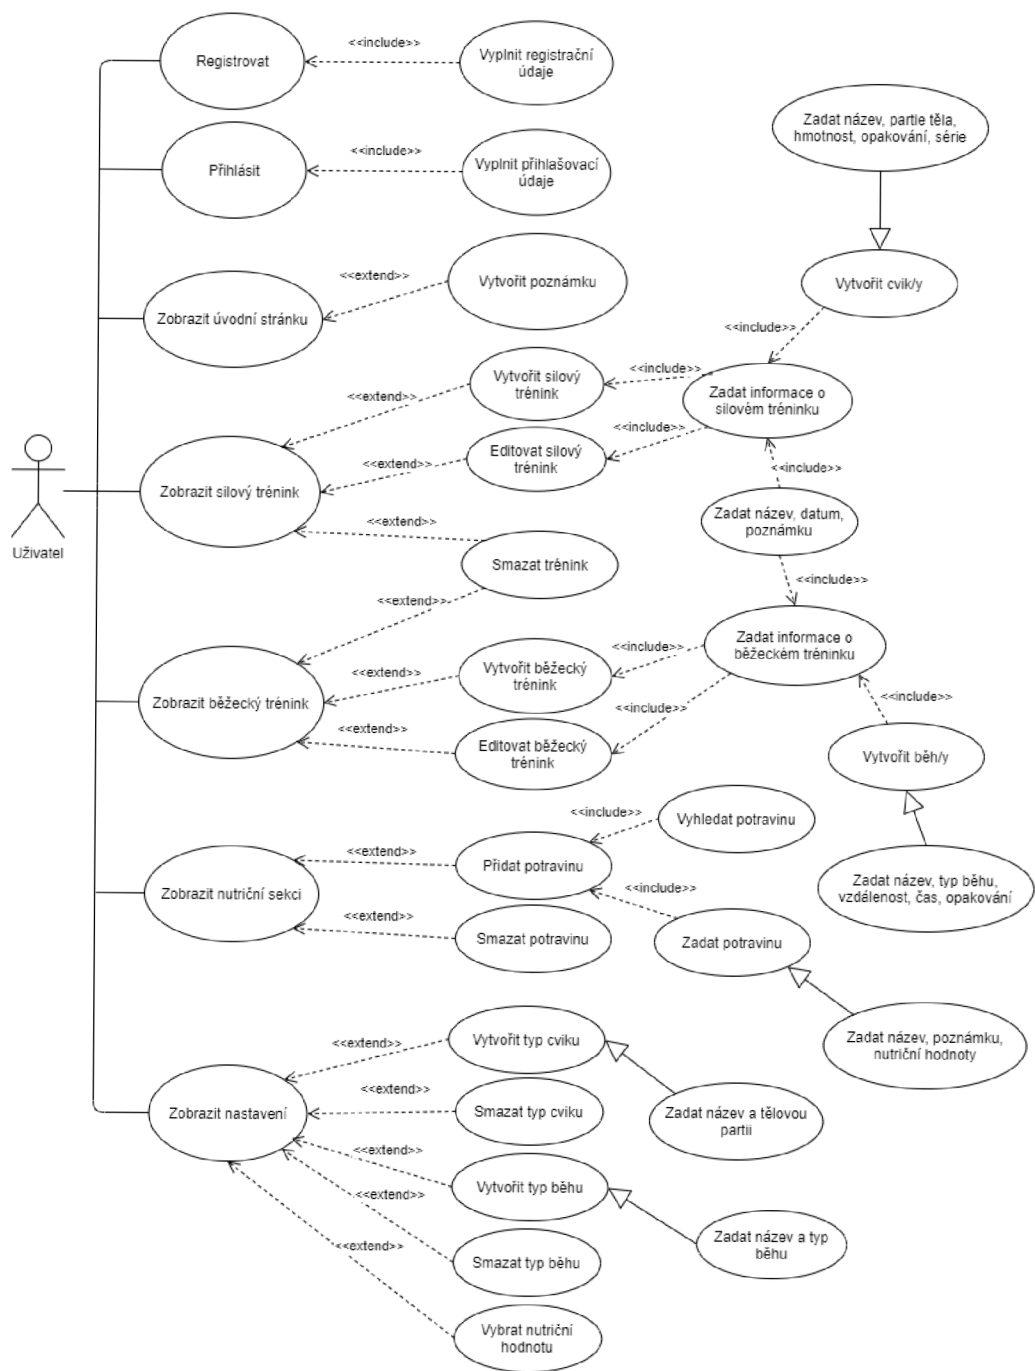 Registrovat
<<include>>
Vyplnit registrační
údaje
Zadat název, partie těla,
hmotnost, opakování, série
Přihlásit
<<include>>
Vyplnit přihlašovací
údaje
Zobrazit úvodní stránku
<<extend>>
Vytvořit poznámku
Vytvořit cvik/y
<<include>>
Vytvořit silový
trénink
<<include>>
Zadat informace o
silovém tréninku
<<extend>>
Editovat silový
trénink
<<include>>
<<extend>>
Zobrazit silový trénink
Uživatel
<<include>>
Zadat název, datum,
poznámku
<<extend>>
Smazat trénink
<<include>>
<<extend>>
Zadat informace o
běžeckém tréninku
Vytvořit běžecký
trénink
<<include>>
<<extend>>
Zobrazit běžecký trénink
<<include>>
<<include>>
<<extend>>
Editovat běžecký
trénink
Vytvořit běh/y
<<include>>
Vyhledat potravinu
<<extend>>
Přidat potravinu
Zobrazit nutriční sekci
<<include>>
Zadat název, typ běhu,
vzdálenost, čas, opakování
<<extend>>
Smazat potravinu
Zadat potravinu
Zadat název, poznámku,
nutriční hodnoty
<<extend>>
Vytvořit typ cviku
<<extend>>
Smazat typ cviku
Zobrazit nastavení
Zadat název a tělovou
partii
<<extend>>
Vytvořit typ běhu
<<extend>>
Zadat název a typ
běhu
<<extend>>
Smazat typ běhu
Vybrat nutriční
hodnotu